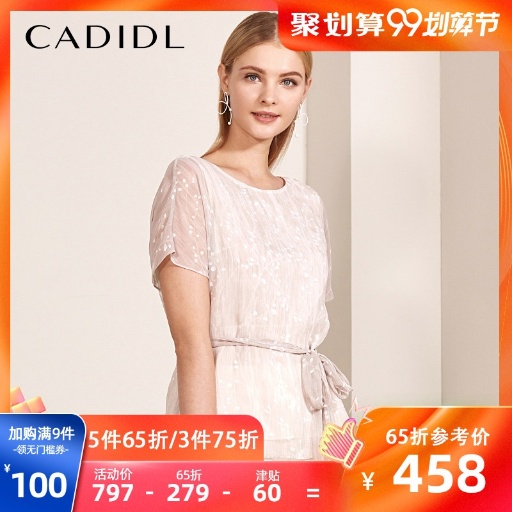 CADIDL
聚划算99划算节
加购满9件
-领无门槛券-
¥100
5件65折/3件75折
活动价 65折 津贴
797 - 279 - 60 =
65折参考价
¥ 458